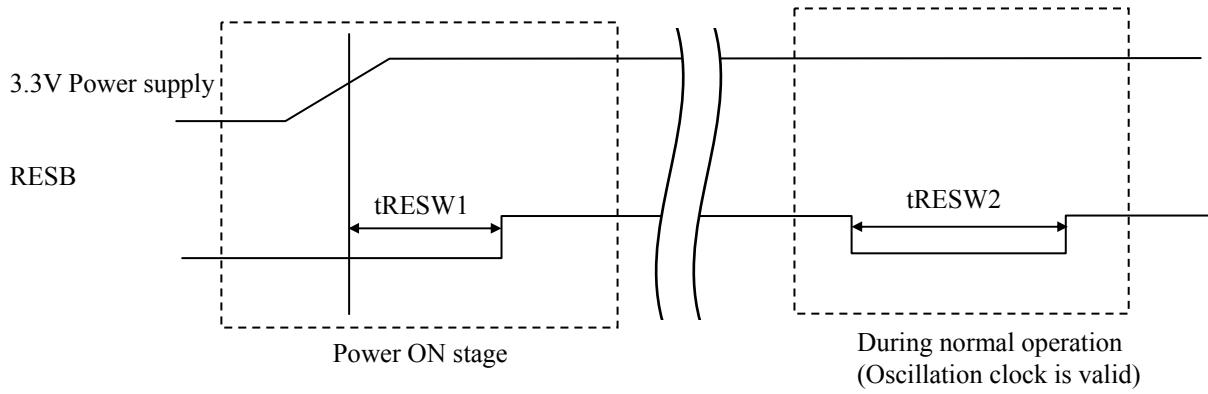 3.3V Power supply
RESB
tRESW1
tRESW2
Power ON stage
During normal operation
(Oscillation clock is valid)